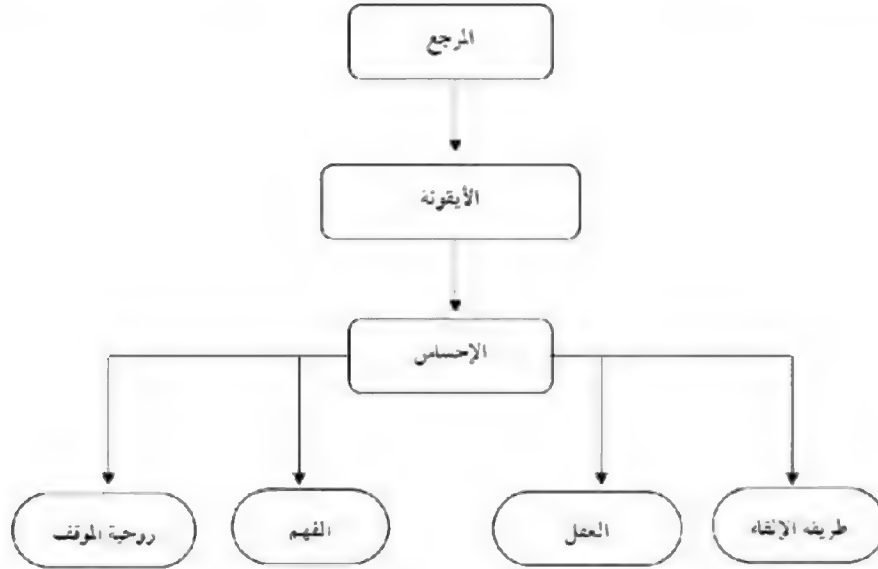 المرجع
الأيقونة
الإحساس
طريقة الإلقاء
العقل
الفهم
روحية الموقف